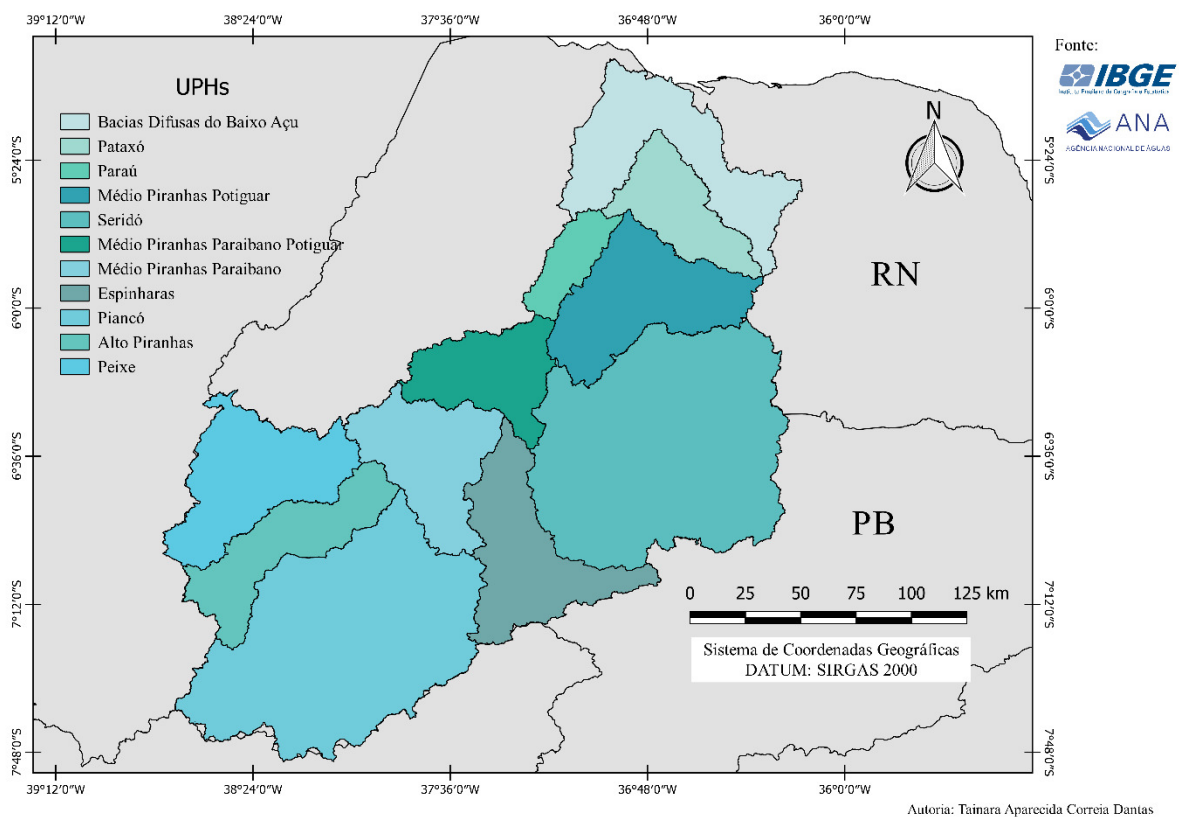 39°12'0"W
38°24'0"W
37°36'0"W
36°48'0"W
36°0'0"W
Fonte:
IBGE
ANA
AGÊNCIA NACIONAL DE ÁGUAS
UPHs
Bacias Difusas do Baixo Açu
Pataxó
Paraú
Médio Piranhas Potiguar
Seridó
Médio Piranhas Paraibano Potiguar
Médio Piranhas Paraibano
Espinharas
Piancó
Alto Piranhas
Peixe
N
5°24'0"S
5°24'0"S
RN
6°0'0"S
6°0'0"S
6°36'0"S
6°36'0"S
PB
7°12'0"S
7°12'0"S
0 25 50 75 100 125 km
Sistema de Coordenadas Geográficas
DATUM: SIRGAS 2000
7°48'0"S
7°48'0"S
39°12'0"W
38°24'0"W
37°36'0"W
36°48'0"W
36°0'0"W
Autoria: Tainara Aparecida Correia Dantas